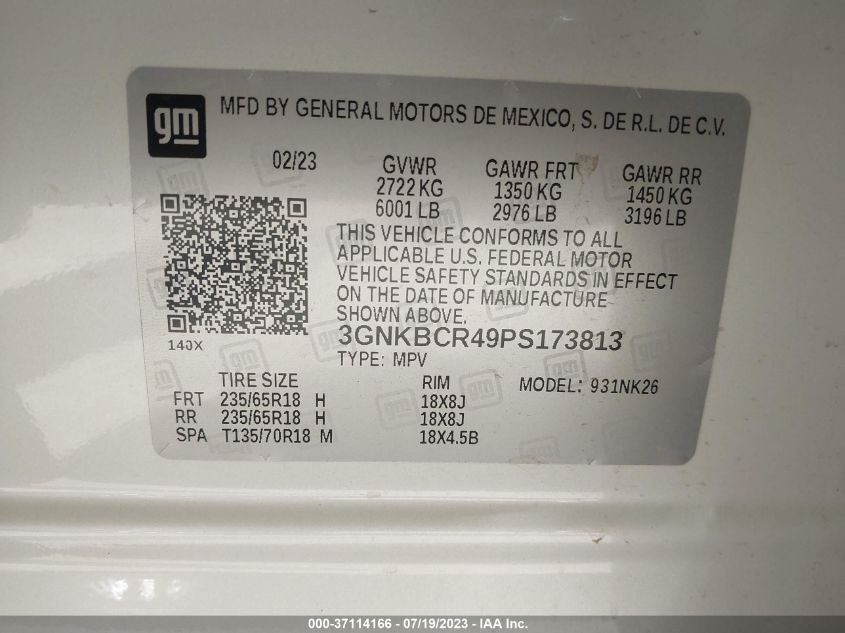 gm
MFD BY GENERAL MOTORS DE MEXICO, S. DE R.L. DE C.V.
02/23 GVWR GAWR FRT GAWR RR
2722 KG 1350 KG 1450 KG
6001 LB 2976 LB 3196 LB
THIS VEHICLE CONFORMS TO ALL
APPLICABLE U.S. FEDERAL MOTOR
VEHICLE SAFETY STANDARDS IN EFFECT
ON THE DATE OF MANUFACTURE
SHOWN ABOVE.
3GNKBCR49PS173813
140X
TYPE: MPV
TIRE SIZE RIM MODEL: 931NK26
FRT 235/65R18 H 18X8J
RR 235/65R18 H 18X8J
SPA T135/70R18 M 18X4.5B
000-37114166 - 07/19/2023 - IAA Inc.